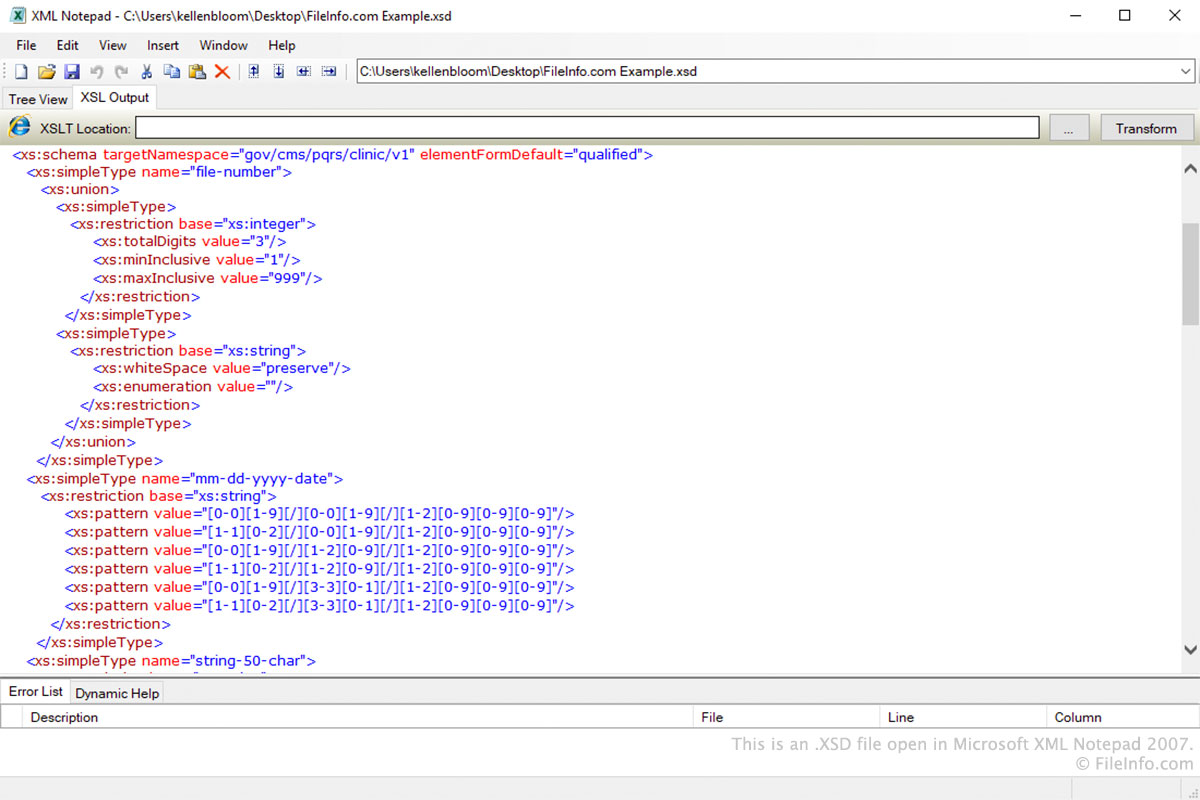 XML Notepad - C:\Users\kellenbloom\Desktop\FileInfo.com Example.xsd
File Edit View Insert Window Help
C:\Users\kellenbloom\Desktop\FileInfo.com Example.xsd
Tree View XSL Output
XSLT Location: ... Transform
<xs:schema targetNamespace="gov/cms/pqrs/clinic/v1" elementFormDefault="qualified">
<xs:simpleType name="file-number">
<xs:union>
<xs:simpleType>
<xs:restriction base="xs:integer">
<xs:totalDigits value="3"/>
<xs:minInclusive value="1"/>
<xs:maxInclusive value="999"/>
</xs:restriction>
</xs:simpleType>
<xs:simpleType>
<xs:restriction base="xs:string">
<xs:whiteSpace value="preserve"/>
<xs:enumeration value=""/>
</xs:restriction>
</xs:simpleType>
</xs:union>
</xs:simpleType>
<xs:simpleType name="mm-dd-yyyy-date">
<xs:restriction base="xs:string">
<xs:pattern value="[0-0][1-9][/][0-0][1-9][/][1-2][0-9][0-9][0-9]"/>
<xs:pattern value="[1-1][0-2][/][0-0][1-9][/][1-2][0-9][0-9][0-9]"/>
<xs:pattern value="[0-0][1-9][/][1-2][0-9][/][1-2][0-9][0-9][0-9]"/>
<xs:pattern value="[1-1][0-2][/][1-2][0-9][/][1-2][0-9][0-9][0-9]"/>
<xs:pattern value="[0-0][1-9][/][3-3][0-1][/][1-2][0-9][0-9][0-9]"/>
<xs:pattern value="[1-1][0-2][/][3-3][0-1][/][1-2][0-9][0-9][0-9]"/>
</xs:restriction>
</xs:simpleType>
<xs:simpleType name="string-50-char">
Error List Dynamic Help
Description File Line Column
This is an .XSD file open in Microsoft XML Notepad 2007.
© FileInfo.com